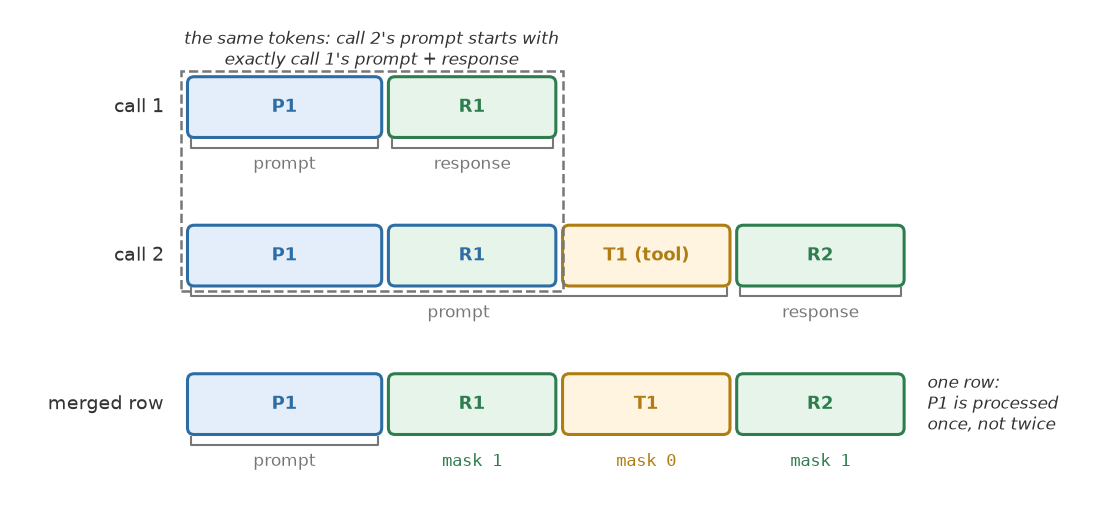 the same tokens: call 2's prompt starts with
exactly call 1's prompt + response
call 1
P1
R1
prompt
response
call 2
P1
R1
T1 (tool)
R2
prompt
response
merged row
P1
R1
T1
R2
one row:
P1 is processed
once, not twice
prompt
mask 1
mask 0
mask 1